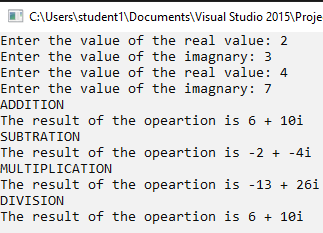 C:\Users\student1\Documents\Visual Studio 2015\Proje
Enter the value of the real value: 2
Enter the value of the imagnary: 3
Enter the value of the real value: 4
Enter the value of the imagnary: 7
ADDITION
The result of the opeartion is 6 + 10i
SUBTRATION
The result of the opeartion is -2 + -4i
MULTIPLICATION
The result of the opeartion is -13 + 26i
DIVISION
The result of the opeartion is 6 + 10i